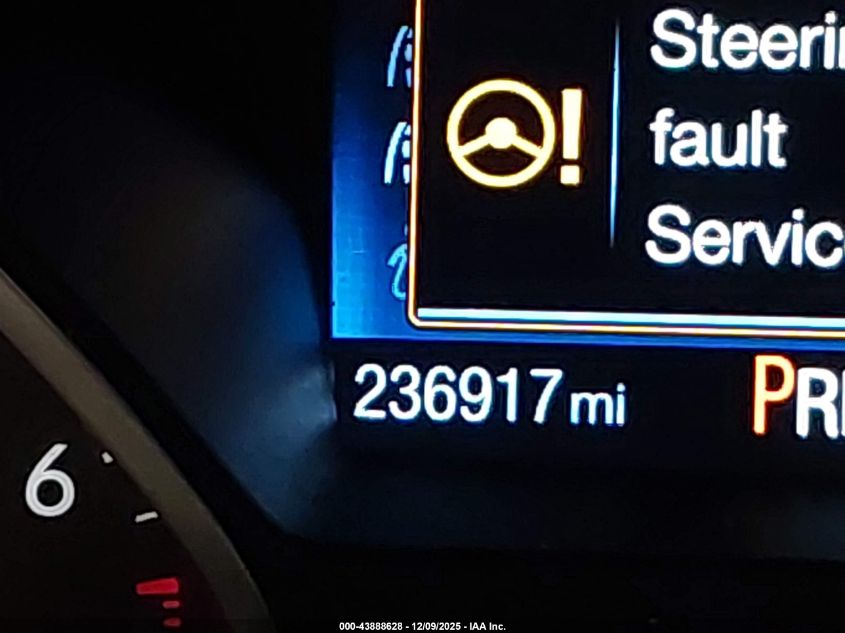 Steerin
fault
Servic
236917 mi
PR
6
000-43888628 - 12/09/2025 - IAA Inc.